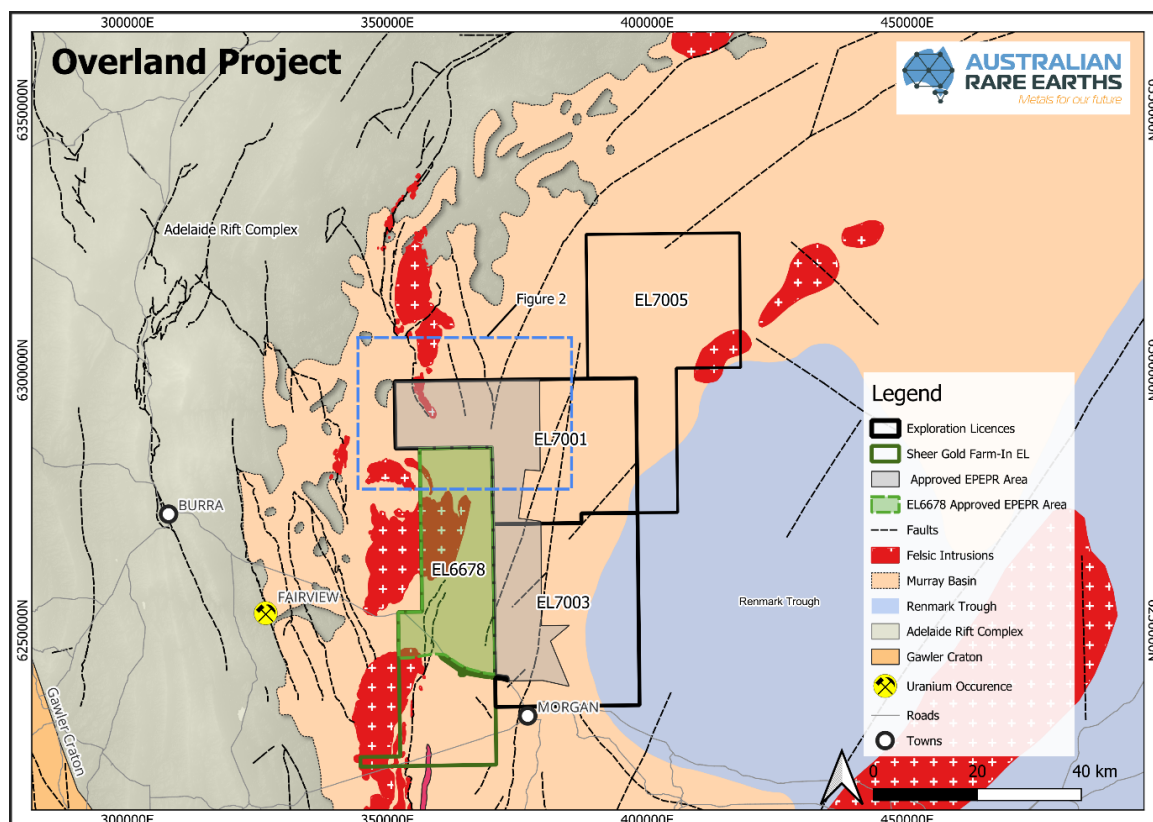 300000E 350000E 400000E 450000E
Overland Project
AUSTRALIAN
RARE EARTHS
Metals for our future
6350000N 6350000N
Adelaide Rift Complex
Figure 2
EL7005
6300000N 6300000N
EL7001
BURRA
EL6678
FAIRVIEW
EL7003
Renmark Trough
6250000N 6250000N
MORGAN
Gawler Craton
Legend
Exploration Licences
Sheer Gold Farm-In EL
Approved EPEPR Area
EL6678 Approved EPEPR Area
Faults
Felsic Intrusions
Murray Basin
Renmark Trough
Adelaide Rift Complex
Gawler Craton
Uranium Occurence
Roads
Towns
0 20 40 km
300000E 350000E 400000E 450000E